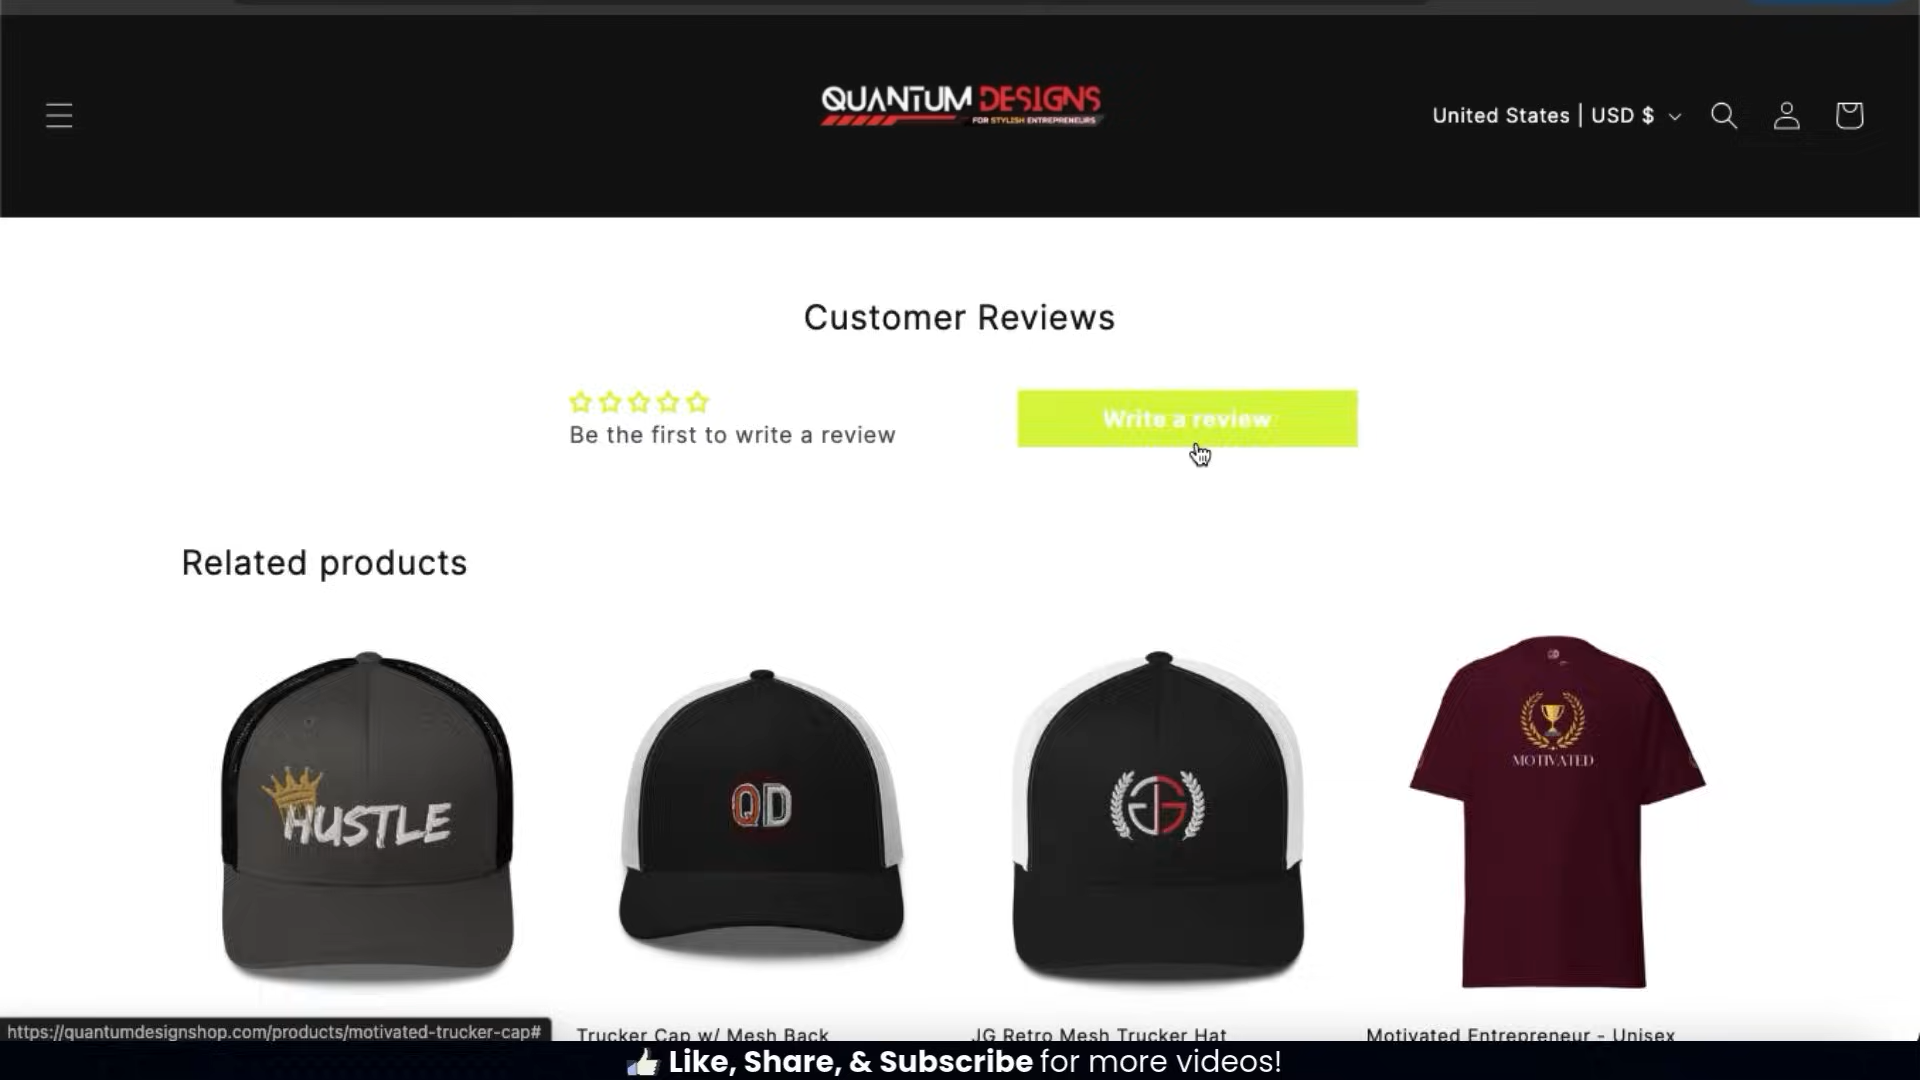 QUANTUM DESIGNS
FOR STYLISH ENTREPRENEURS
United States | USD $
Customer Reviews
Be the first to write a review
Write a review
Related products
HUSTLE
QD
JG
MOTIVATED
https://quantumdesignshop.com/products/motivated-trucker-cap#
Trucker Cap w/ Mesh Back
JG Retro Mesh Trucker Hat
Motivated Entrepreneur - Unisex
Like, Share, & Subscribe for more videos!